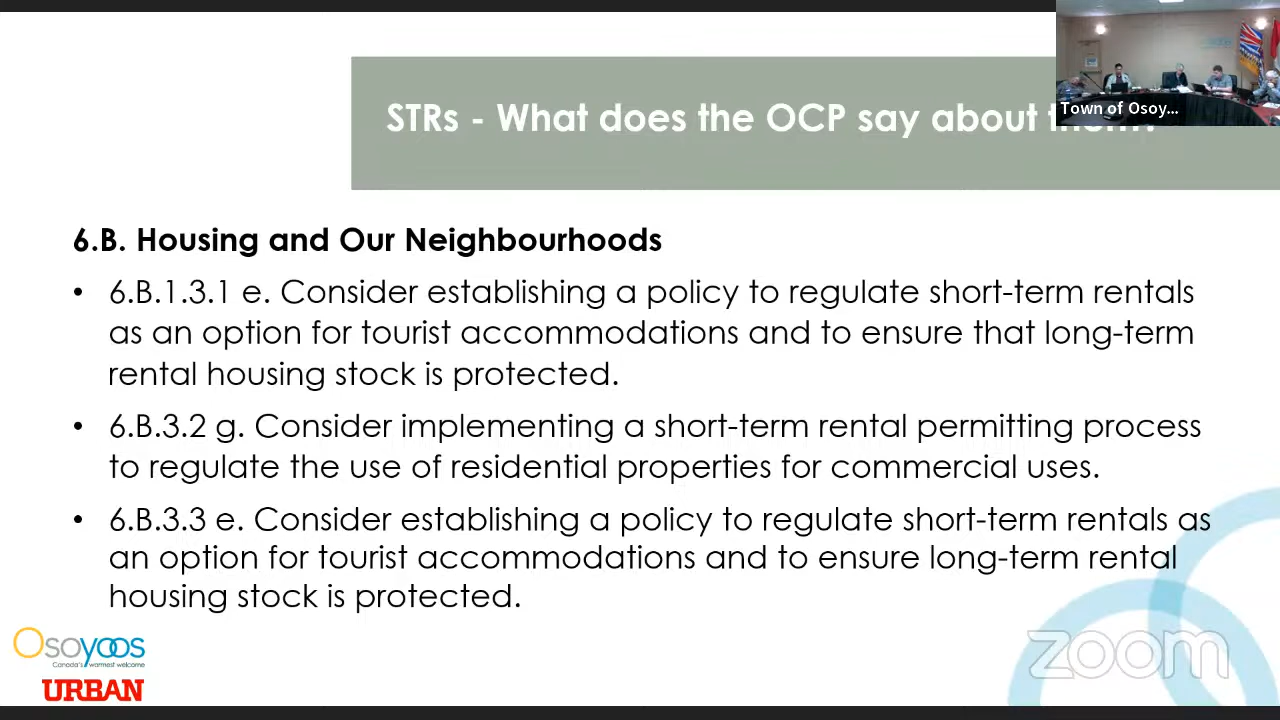 STRs - What does the OCP say about them?
Town of Osoy...
6.B. Housing and Our Neighbourhoods
• 6.B.1.3.1 e. Consider establishing a policy to regulate short-term rentals
as an option for tourist accommodations and to ensure that long-term
rental housing stock is protected.
• 6.B.3.2 g. Consider implementing a short-term rental permitting process
to regulate the use of residential properties for commercial uses.
• 6.B.3.3 e. Consider establishing a policy to regulate short-term rentals as
an option for tourist accommodations and to ensure long-term rental
housing stock is protected.
Osoyoos
Canada's warmest welcome
URBAN
zoom